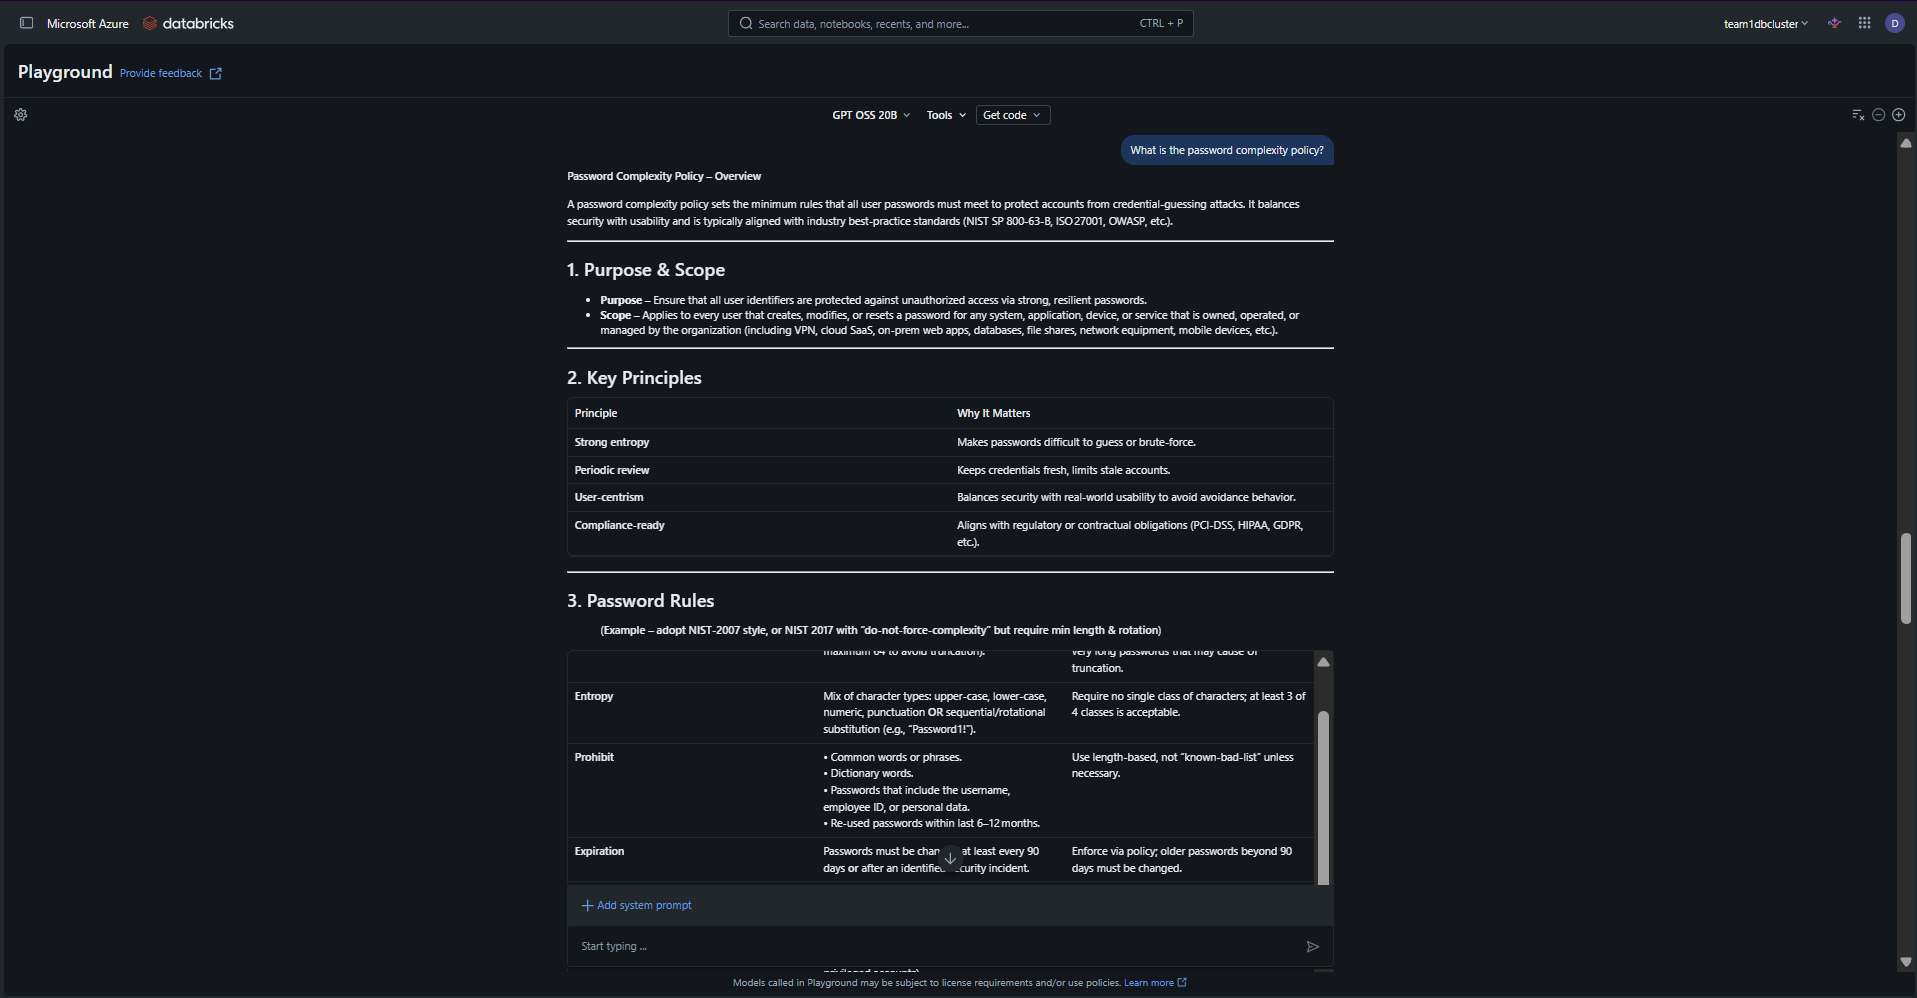 Microsoft Azure databricks
Search data, notebooks, recents, and more...
CTRL + P
team1dbcluster
D
Playground Provide feedback
GPT OSS 20B
Tools
Get code
What is the password complexity policy?
Password Complexity Policy – Overview
A password complexity policy sets the minimum rules that all user passwords must meet to protect accounts from credential-guessing attacks. It balances
security with usability and is typically aligned with industry best-practice standards (NIST SP 800-63-B, ISO 27001, OWASP, etc.).
1. Purpose & Scope
• Purpose – Ensure that all user identifiers are protected against unauthorized access via strong, resilient passwords.
• Scope – Applies to every user that creates, modifies, or resets a password for any system, application, device, or service that is owned, operated, or
managed by the organization (including VPN, cloud SaaS, on-prem web apps, databases, file shares, network equipment, mobile devices, etc.).
2. Key Principles
Principle
Why It Matters
Strong entropy
Makes passwords difficult to guess or brute-force.
Periodic review
Keeps credentials fresh, limits stale accounts.
User-centrism
Balances security with real-world usability to avoid avoidance behavior.
Compliance-ready
Aligns with regulatory or contractual obligations (PCI-DSS, HIPAA, GDPR,
etc.).
3. Password Rules
(Example – adopt NIST-2007 style, or NIST 2017 with “do-not-force-complexity” but require min length & rotation)
maximum 64 to avoid truncation).
very long passwords that may cause UI
truncation.
Entropy
Mix of character types: upper-case, lower-case,
numeric, punctuation OR sequential/rotational
substitution (e.g., “Password1!”).
Require no single class of characters; at least 3 of
4 classes is acceptable.
Prohibit
• Common words or phrases.
• Dictionary words.
• Passwords that include the username,
employee ID, or personal data.
• Re-used passwords within last 6–12 months.
Use length-based, not “known-bad-list” unless
necessary.
Expiration
Passwords must be at least every 90
days or after an incident.
Enforce via policy; older passwords beyond 90
days must be changed.
Add system prompt
Start typing ...
Models called in Playground may be subject to license requirements and/or use policies. Learn more